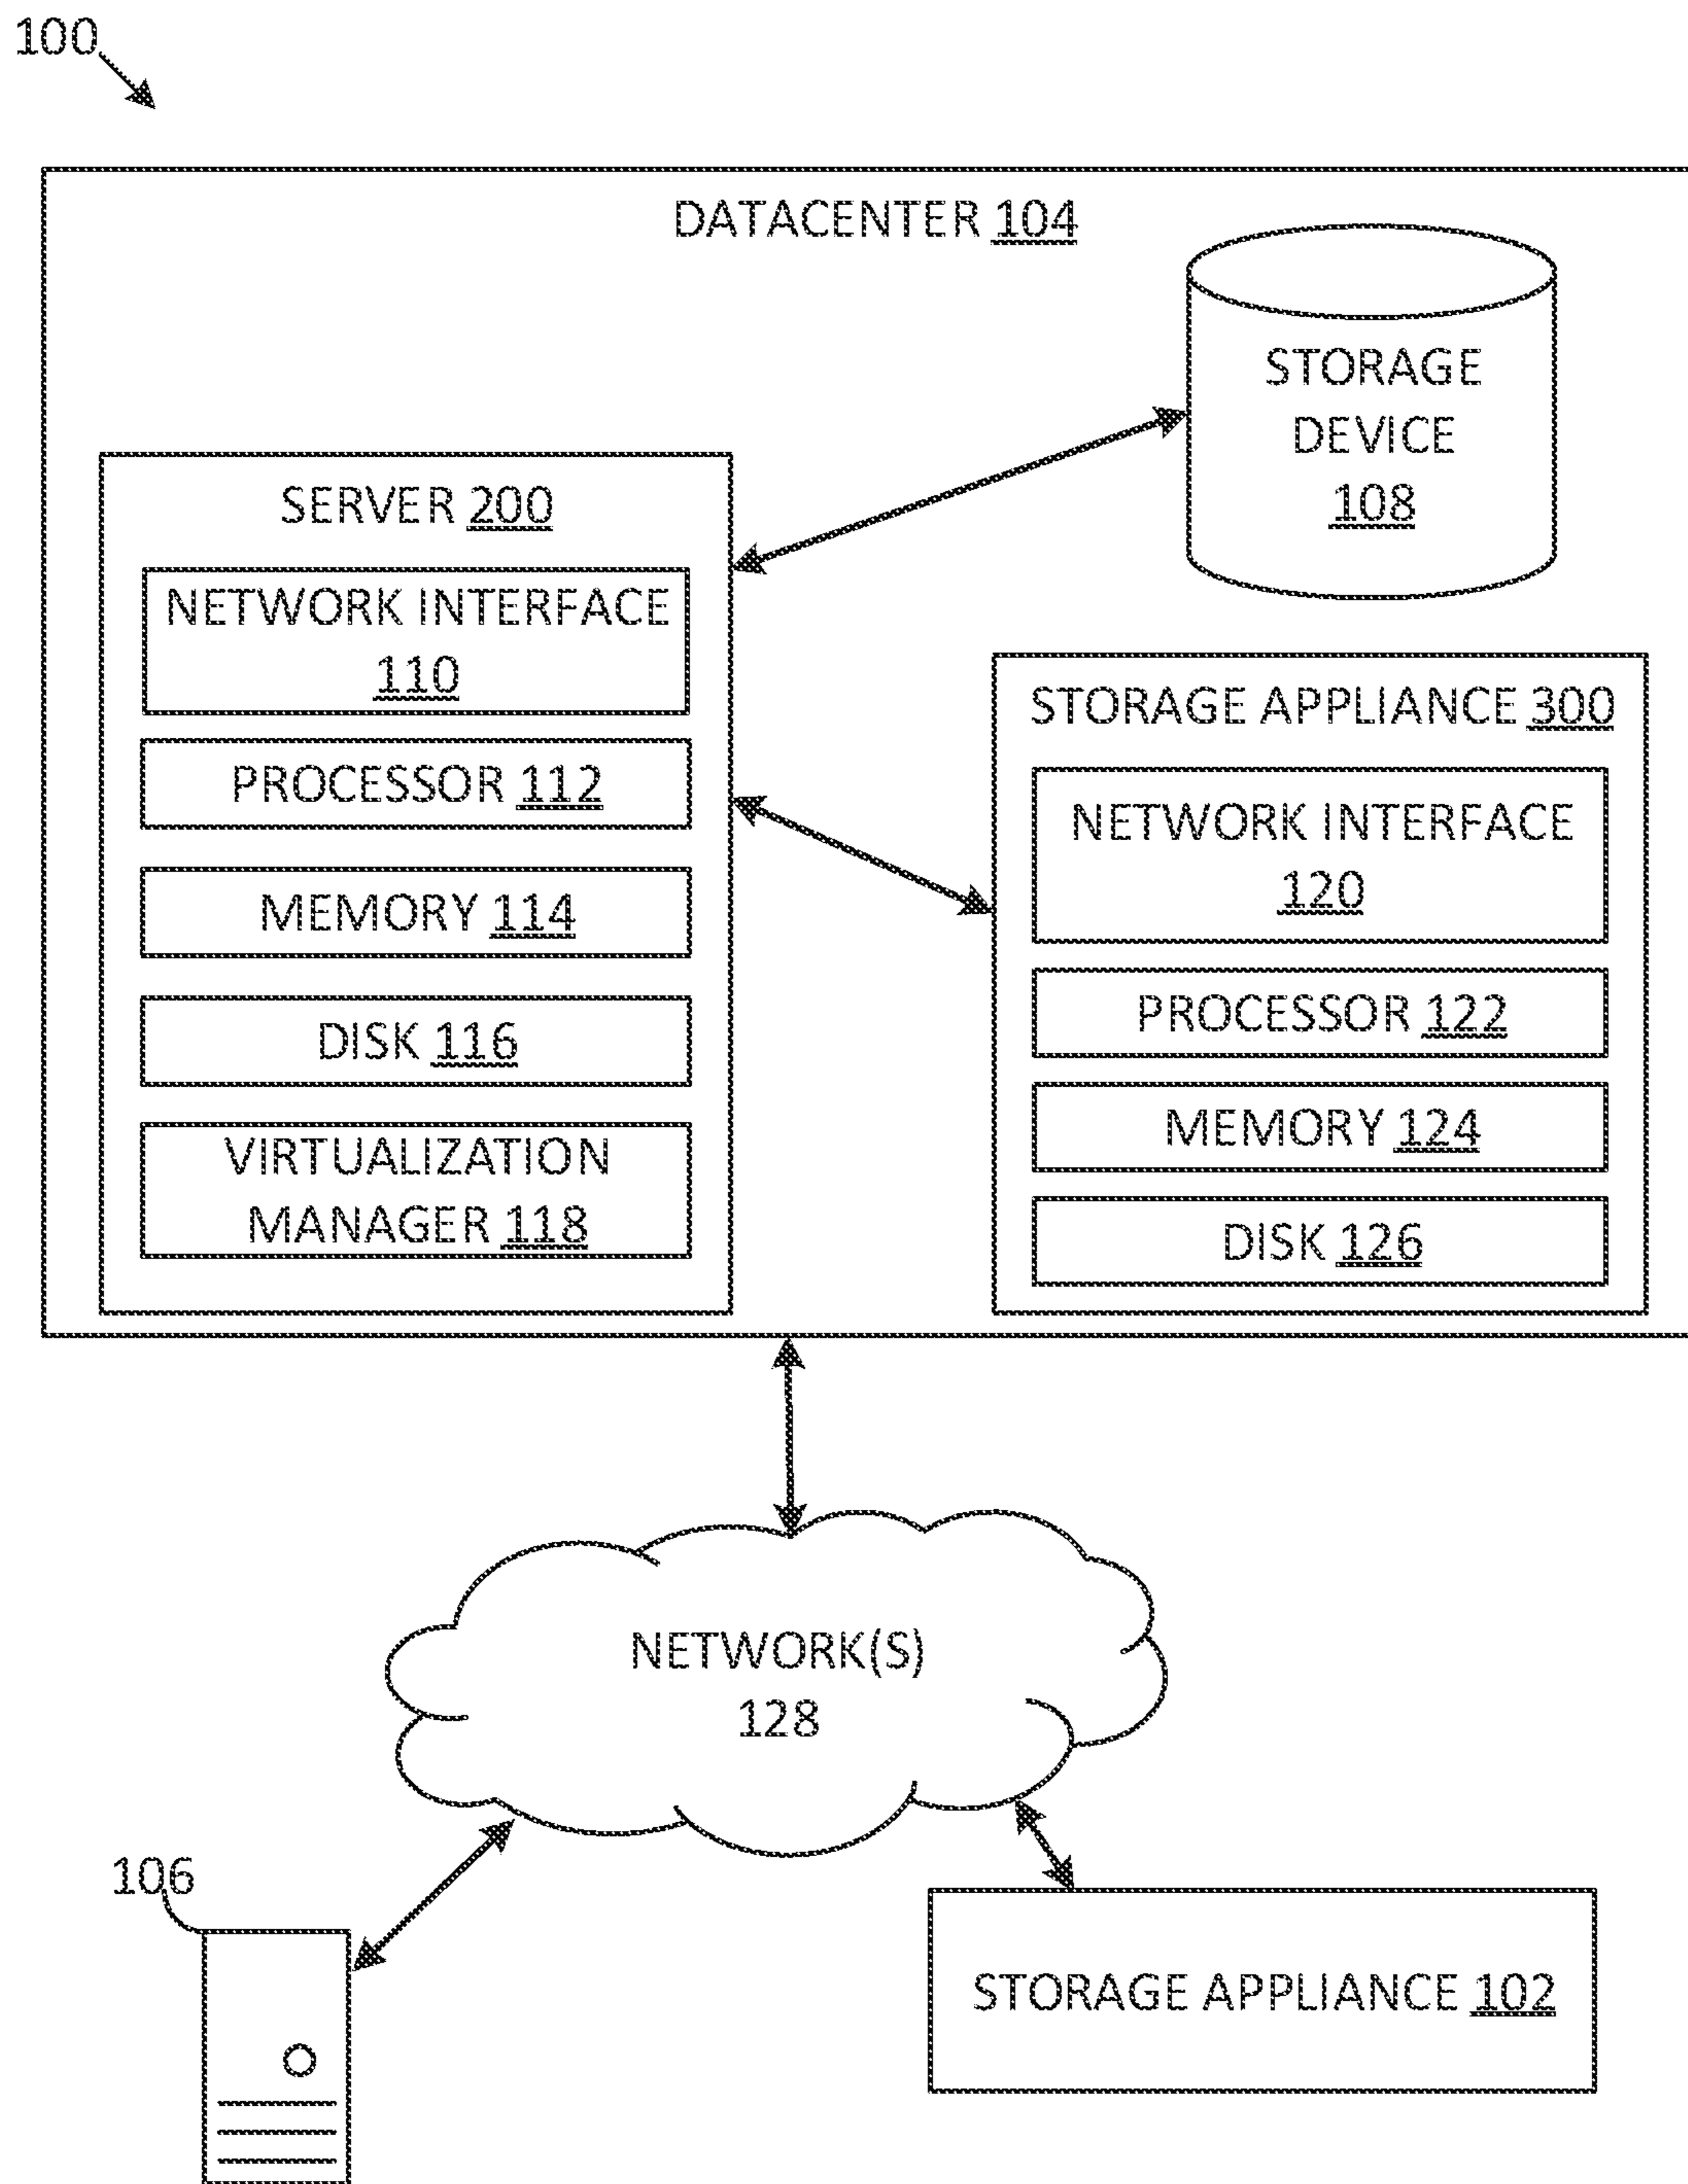 100
DATACENTER 104
STORAGE
DEVICE
108
SERVER 200
NETWORK INTERFACE
110
PROCESSOR 112
MEMORY 114
DISK 116
VIRTUALIZATION
MANAGER 118
STORAGE APPLIANCE 300
NETWORK INTERFACE
120
PROCESSOR 122
MEMORY 124
DISK 126
NETWORK(S)
128
106
STORAGE APPLIANCE 102